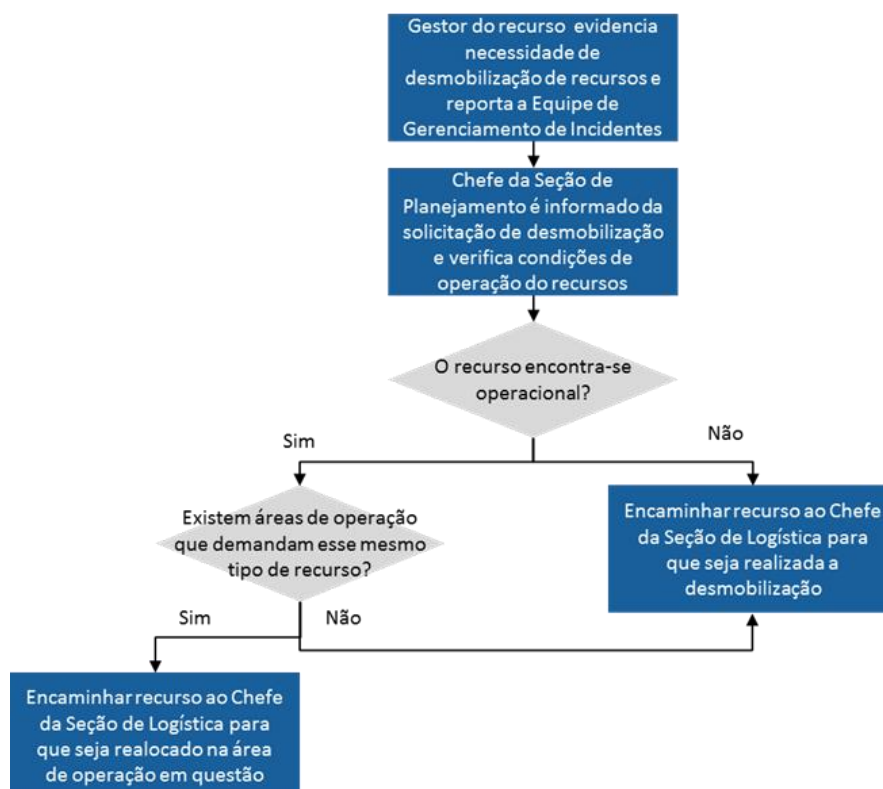 Gestor do recurso evidencia
necessidade de
desmobilização de recursos e
reporta a Equipe de
Gerenciamento de Incidentes
Chefe da Seção de
Planejamento é informado da
solicitação de desmobilização
e verifica condições de
operação do recursos
O recurso encontra-se
operacional?
Sim
Não
Existem áreas de operação
que demandam esse mesmo
tipo de recurso?
Encaminhar recurso ao Chefe
da Seção de Logística para
que seja realizada a
desmobilização
Sim
Não
Encaminhar recurso ao Chefe
da Seção de Logística para
que seja realocado na área
de operação em questão